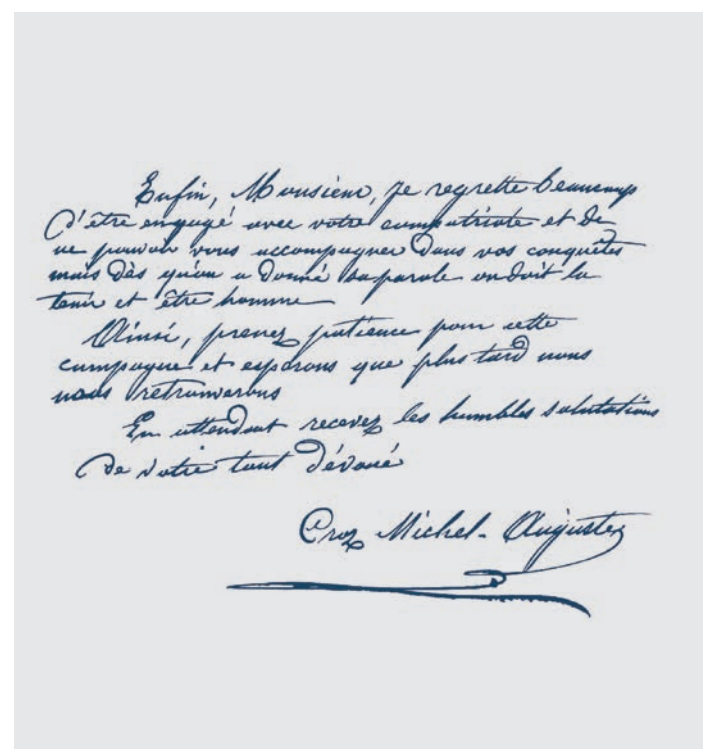 Enfin, Monsieur, je regrette beaucoup
d'être engagé avec votre compatriote et de
ne pouvoir vous accompagner dans vos conquêtes
mais dès qu'on a donné sa parole on doit la
tenir et être homme
Ainsi, prenez patience pour cette
campagne et espérons que plus tard nous
nous retrouverons
En attendant recevez les humbles salutations
de votre tout dévoué
Croz Michel-Auguste